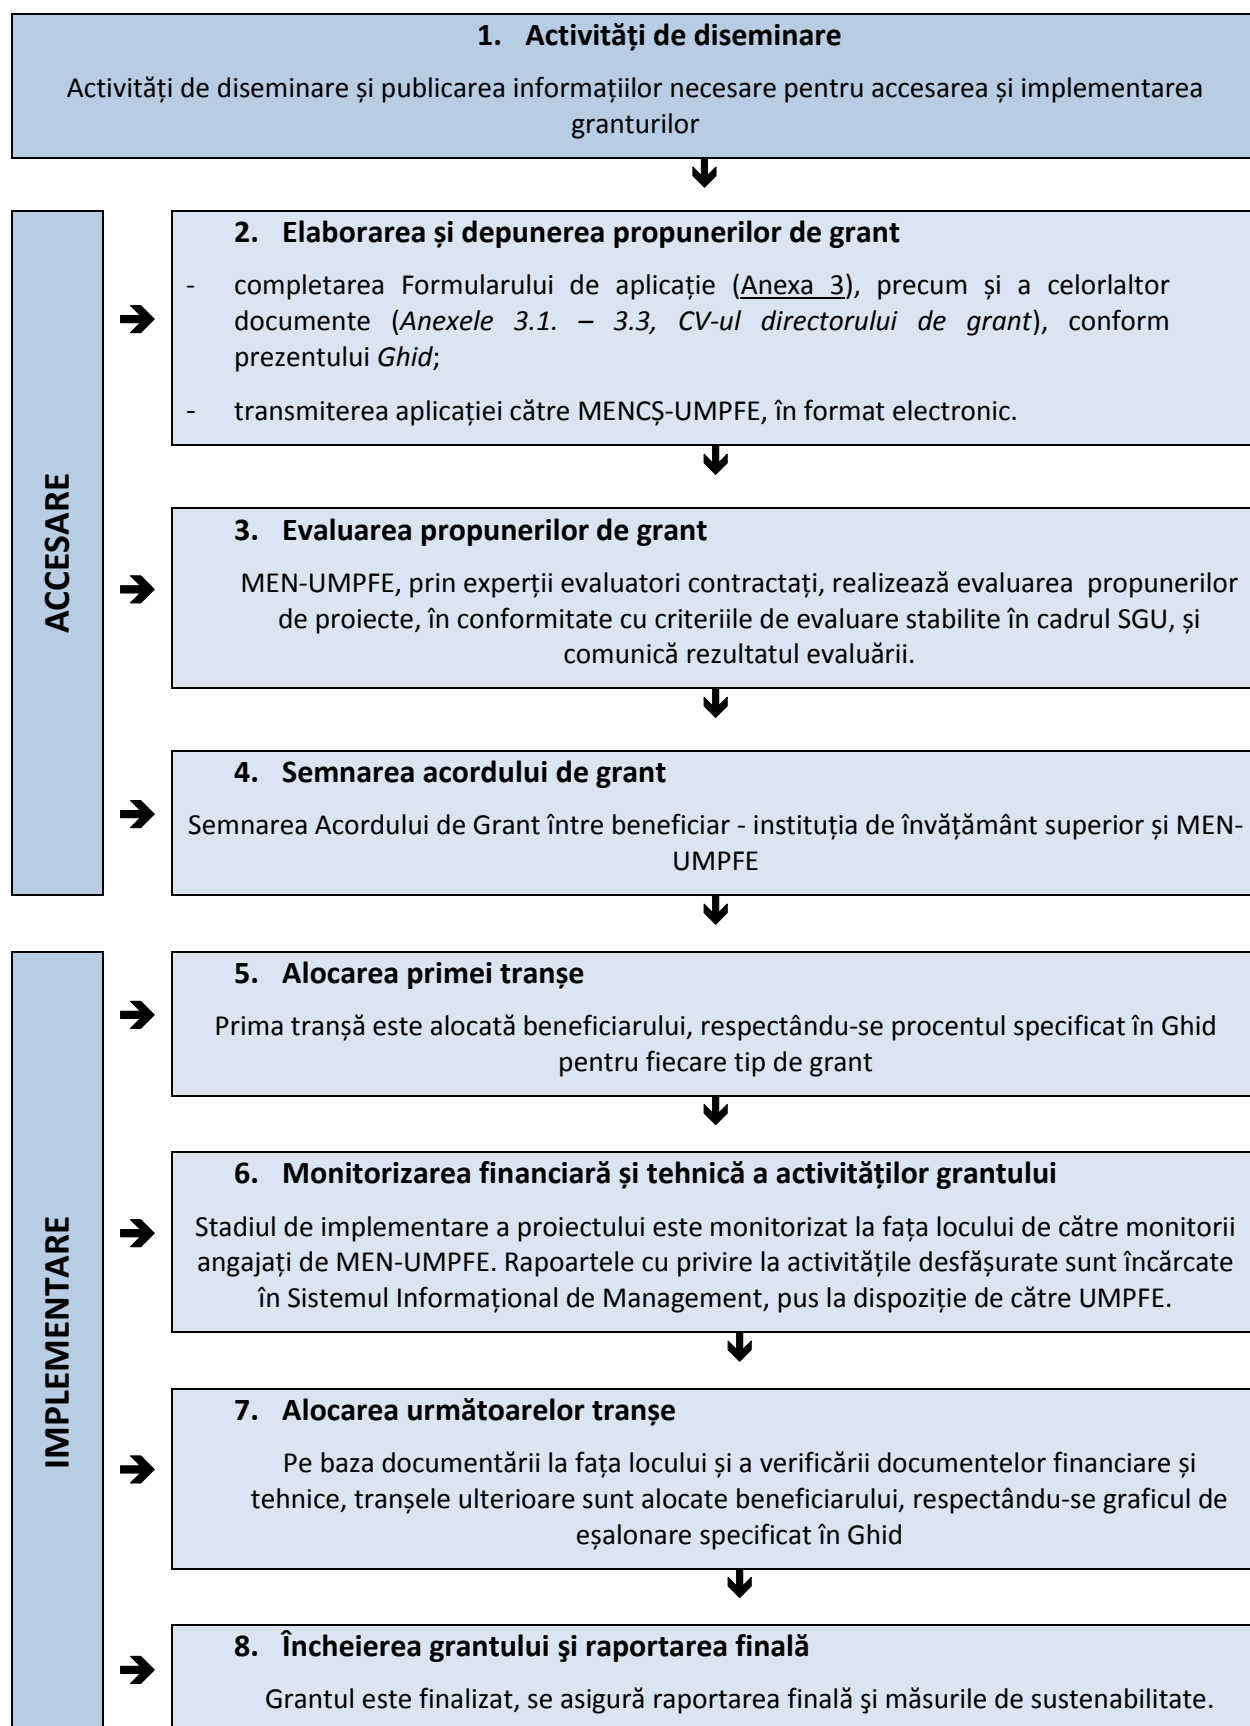 1. Activități de diseminare
Activități de diseminare și publicarea informațiilor necesare pentru accesarea și implementarea
granturilor
ACCESARE
2. Elaborarea și depunerea propunerilor de grant
- completarea Formularului de aplicație (Anexa 3), precum și a celorlaltor
documente (Anexele 3.1. – 3.3, CV-ul directorului de grant), conform
prezentului Ghid;
- transmiterea aplicației către MENCȘ-UMPFE, în format electronic.
3. Evaluarea propunerilor de grant
MEN-UMPFE, prin experții evaluatori contractați, realizează evaluarea propunerilor
de proiecte, în conformitate cu criteriile de evaluare stabilite în cadrul SGU, și
comunică rezultatul evaluării.
4. Semnarea acordului de grant
Semnarea Acordului de Grant între beneficiar - instituția de învățământ superior și MEN-
UMPFE
IMPLEMENTARE
5. Alocarea primei tranșe
Prima tranșă este alocată beneficiarului, respectându-se procentul specificat în Ghid
pentru fiecare tip de grant
6. Monitorizarea financiară și tehnică a activităților grantului
Stadiul de implementare a proiectului este monitorizat la fața locului de către monitorii
angajați de MEN-UMPFE. Rapoartele cu privire la activitățile desfășurate sunt încărcate
în Sistemul Informațional de Management, pus la dispoziție de către UMPFE.
7. Alocarea următoarelor tranșe
Pe baza documentării la fața locului și a verificării documentelor financiare și
tehnice, tranșele ulterioare sunt alocate beneficiarului, respectându-se graficul de
eșalonare specificat în Ghid
8. Încheierea grantului şi raportarea finală
Grantul este finalizat, se asigură raportarea finală şi măsurile de sustenabilitate.